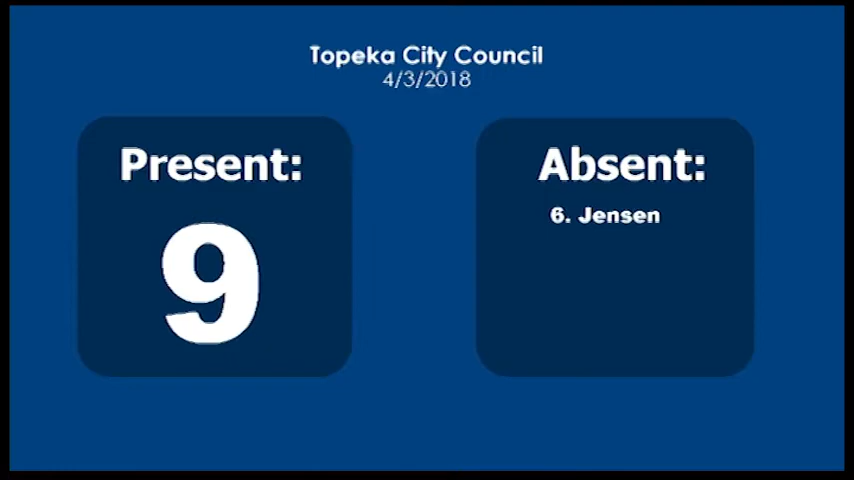 Topeka City Council
4/3/2018
Present:
9
Absent:
6. Jensen